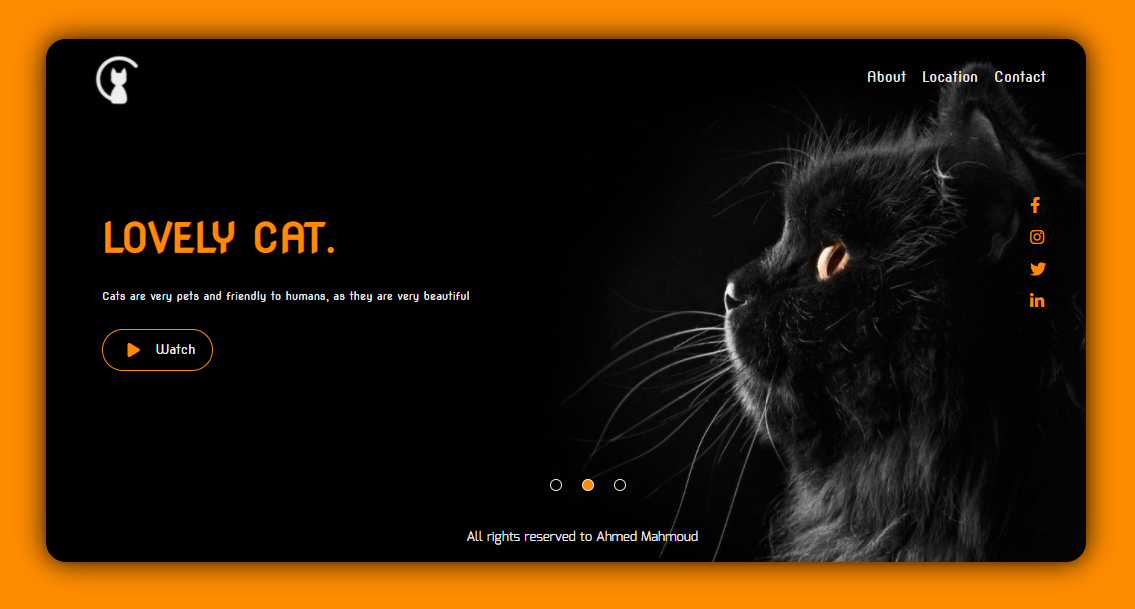 About Location Contact
LOVELY CAT.
Cats are very pets and friendly to humans, as they are very beautiful
Watch
All rights reserved to Ahmed Mahmoud